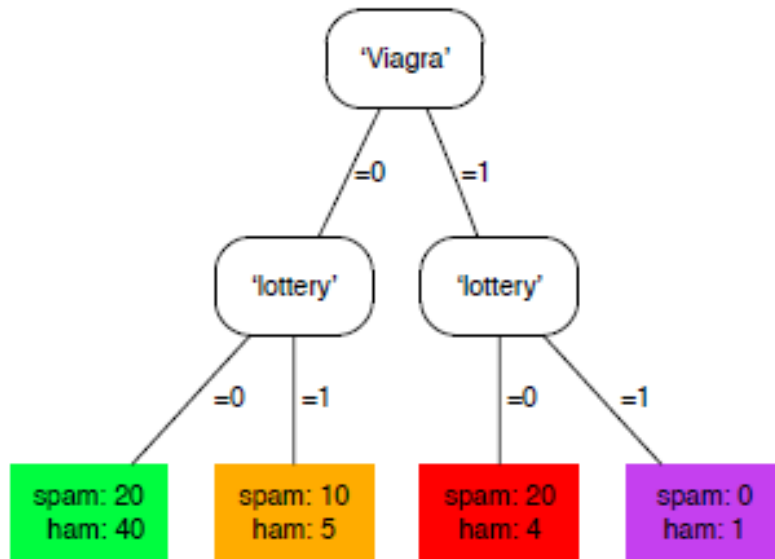 ‘Viagra’
=0
=1
‘lottery’
‘lottery’
=0
=1
=0
=1
spam: 20
ham: 40
spam: 10
ham: 5
spam: 20
ham: 4
spam: 0
ham: 1